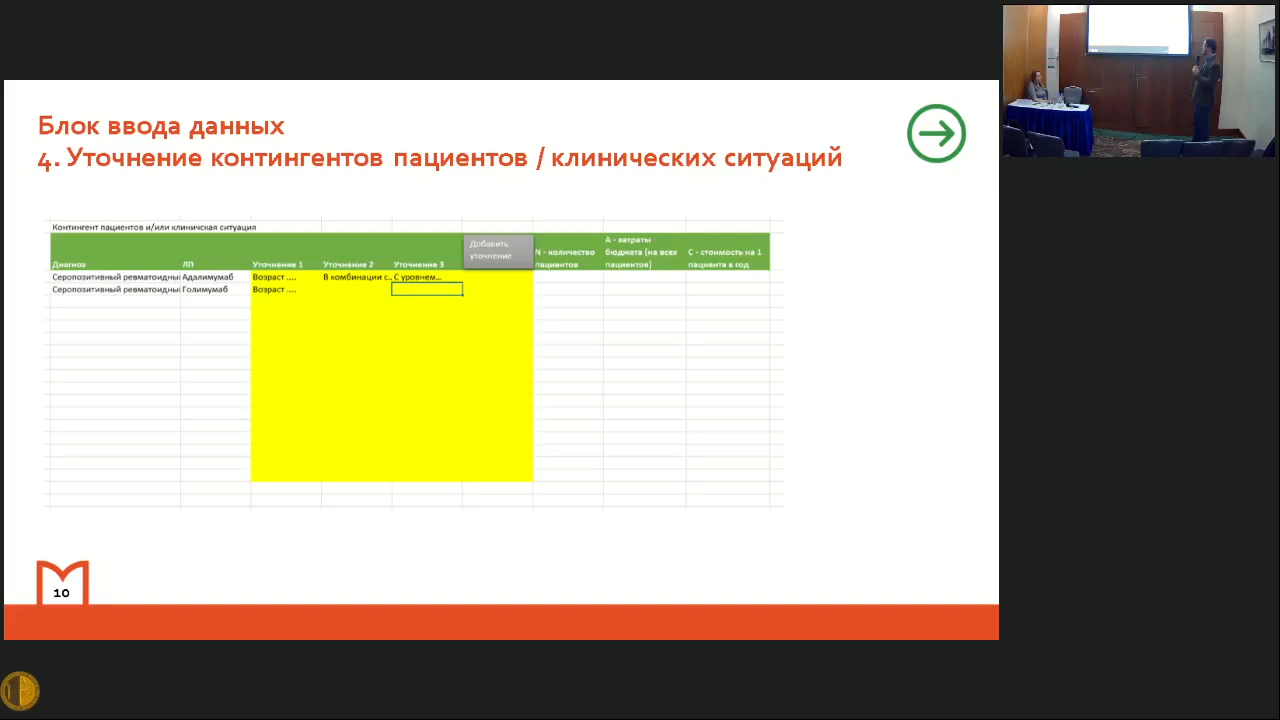 Блок ввода данных
4. Уточнение контингентов пациентов / клинических ситуаций
Контингент пациентов и/или клиничская ситуация
Диагноз ЛП Уточнение 1 Уточнение 2 Уточнение 3 Добавить уточнение N - количество пациентов А - затраты бюджета (на всех пациентов) С - стоимость на 1 пациента в год
Серопозитивный ревматоидны Адалимумаб Возраст .... В комбинации с.. С уровнем...
Серопозитивный ревматоидны Голимумаб Возраст ....
10